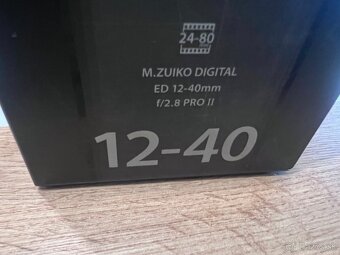 24-80
M.ZUIKO DIGITAL
ED 12-40mm
f/2.8 PRO II
12-40